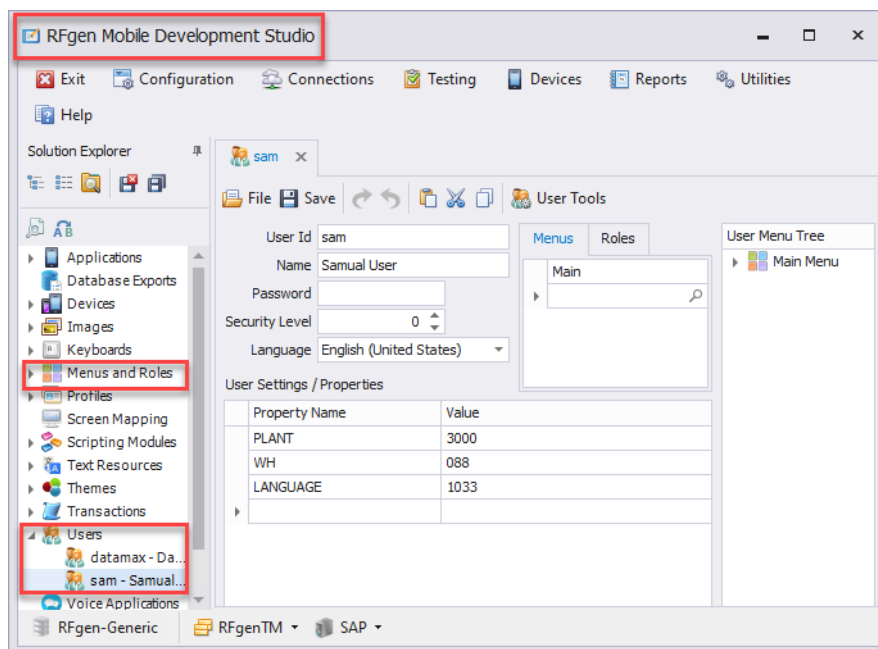 RFgen Mobile Development Studio
Exit Configuration Connections Testing Devices Reports Utilities
Help
Solution Explorer
sam
File Save User Tools
User Id sam
Name Samual User
Password
Security Level 0
Language English (United States)
Menus Roles
Main
User Menu Tree
Main Menu
User Settings / Properties
Property Name Value
PLANT 3000
WH 088
LANGUAGE 1033
Applications
Database Exports
Devices
Images
Keyboards
Menus and Roles
Profiles
Screen Mapping
Scripting Modules
Text Resources
Themes
Transactions
Users
datamax - Da...
sam - Samual...
Voice Applications
RFgen-Generic RFgenTM SAP